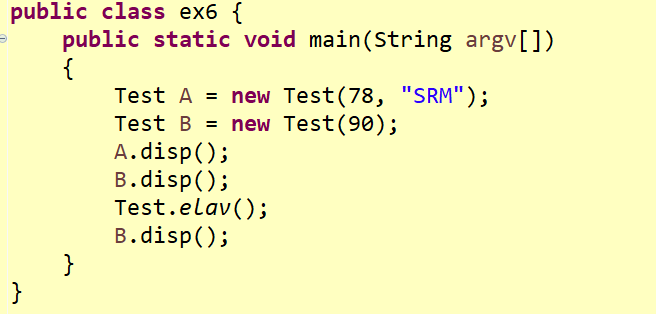 public class ex6 {
    public static void main(String argv[])
    {
        Test A = new Test(78, "SRM");
        Test B = new Test(90);
        A.disp();
        B.disp();
        Test.elav();
        B.disp();
    }
}